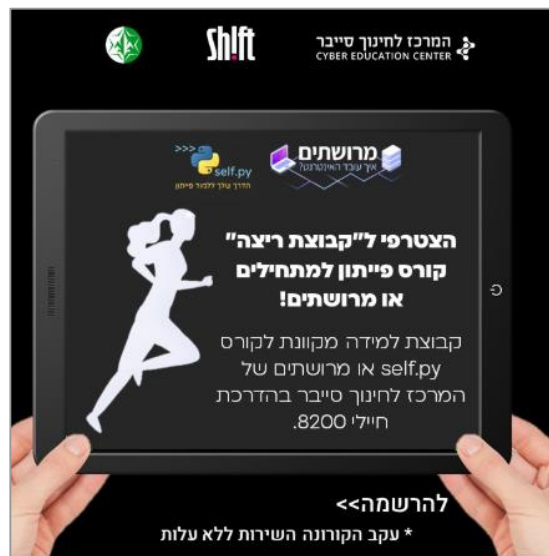 Sh!ft
המרכז לחינוך סייבר
CYBER EDUCATION CENTER
מרושתים
איך עובד האינטרנט?
>>>
self.py
הדרך שלך ללמוד פייתון
הצטרפי ל"קבוצת ריצה"
קורס פייתון למתחילים
או מרושתים!
קבוצת למידה מקוונת לקורס
self.py או מרושתים של
המרכז לחינוך סייבר בהדרכת
חיילי 8200.
להרשמה>>
* עקב הקורונה השירות ללא עלות